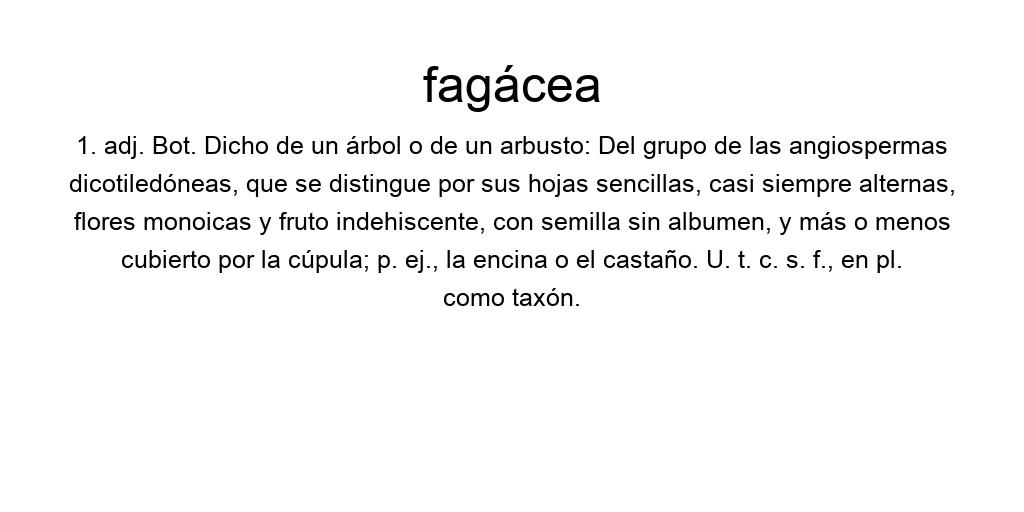 fagácea
1. adj. Bot. Dicho de un árbol o de un arbusto: Del grupo de las angiospermas
dicotiledóneas, que se distingue por sus hojas sencillas, casi siempre alternas,
flores monoicas y fruto indehiscente, con semilla sin albumen, y más o menos
cubierto por la cúpula; p. ej., la encina o el castaño. U. t. c. s. f., en pl.
como taxón.